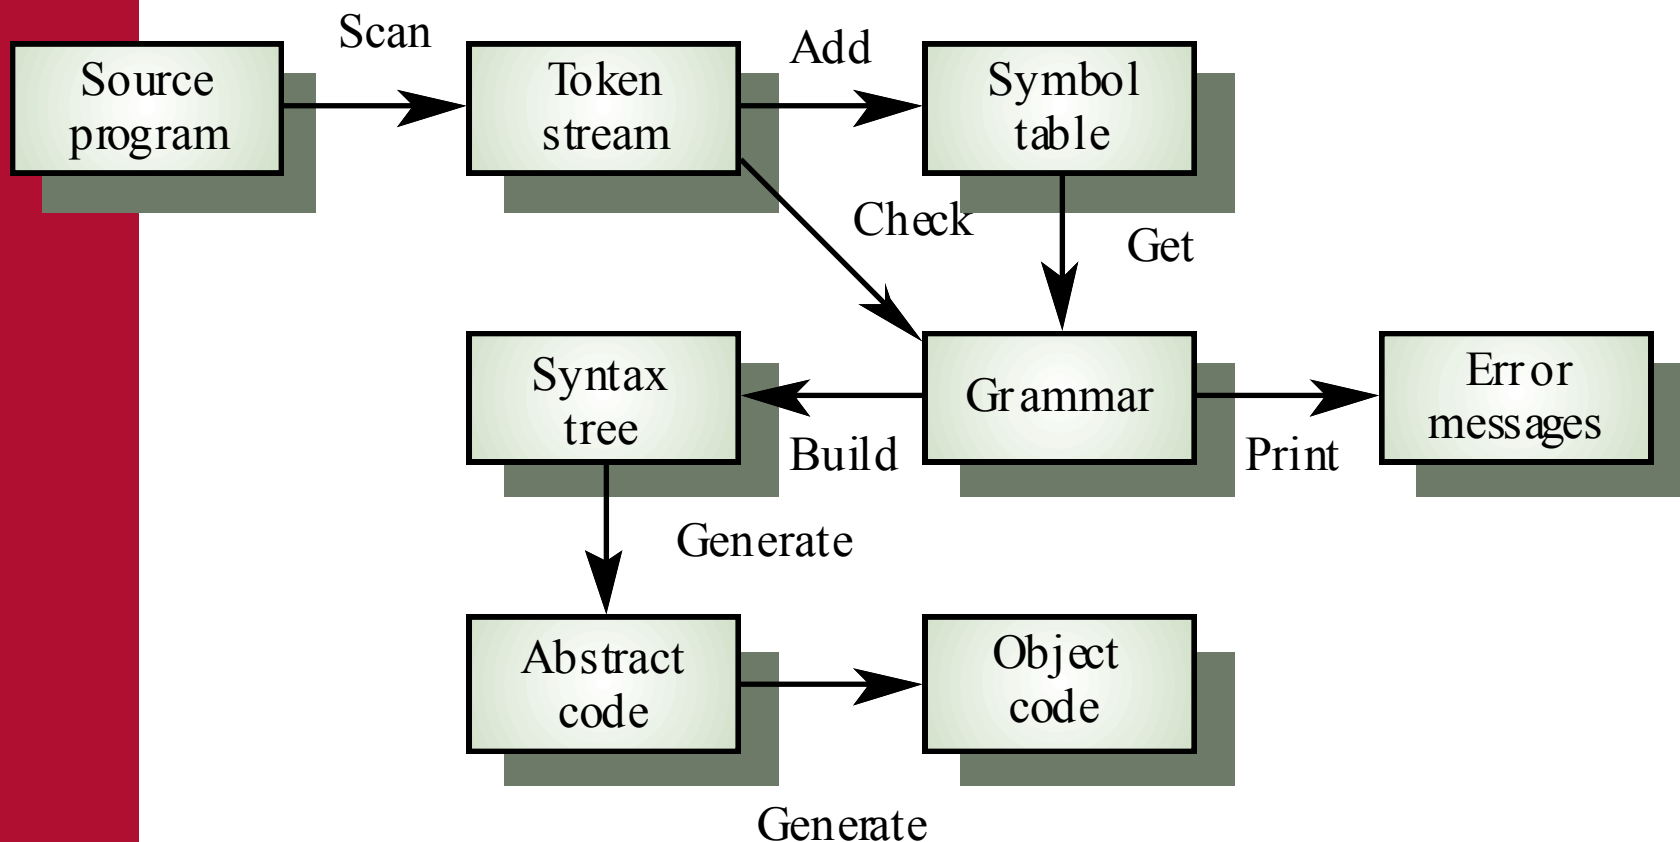 Scan
Add
Source
program
Token
stream
Symbol
table
Check
Get
Syntax
tree
Grammar
Error
messages
Build
Print
Generate
Abstract
code
Object
code
Generate